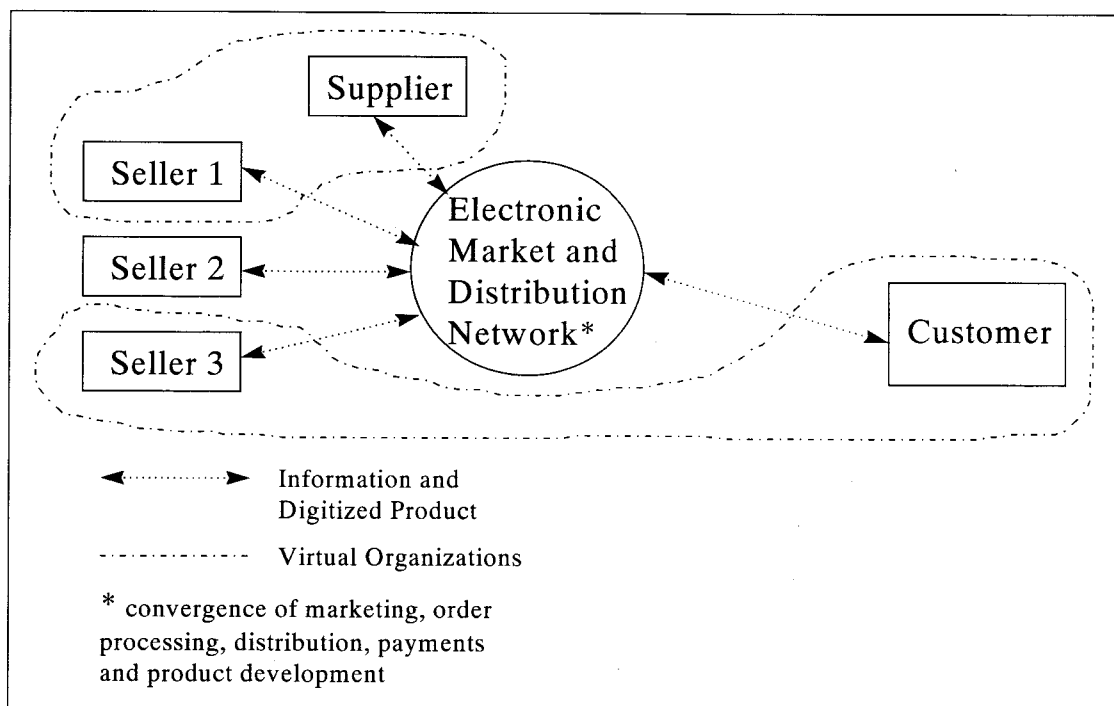 Supplier
Seller 1
Seller 2
Seller 3
Electronic
Market and
Distribution
Network*
Customer
Information and
Digitized Product
Virtual Organizations
* convergence of marketing, order
processing, distribution, payments
and product development